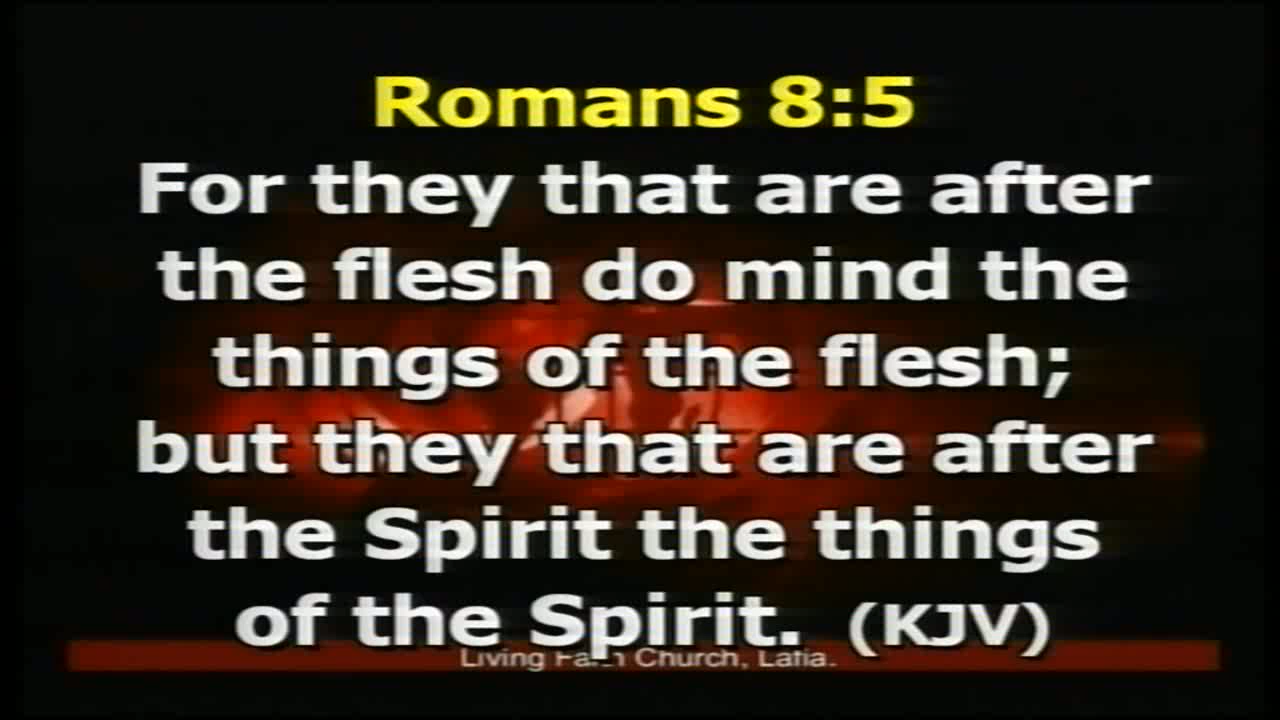 Romans 8:5
For they that are after
the flesh do mind the
things of the flesh;
but they that are after
the Spirit the things
of the Spirit. (KJV)
Living Faith Church, Lafia.